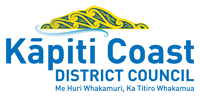 Kāpiti Coast
DISTRICT COUNCIL
Me Huri Whakamuri, Ka Titiro Whakamua